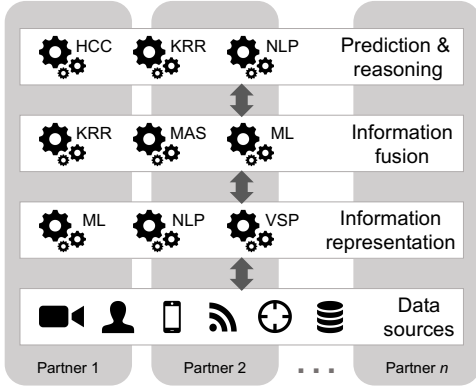 HCC KRR NLP Prediction &
reasoning
KRR MAS ML Information
fusion
ML NLP VSP Information
representation
Data
sources
Partner 1 Partner 2 ... Partner n